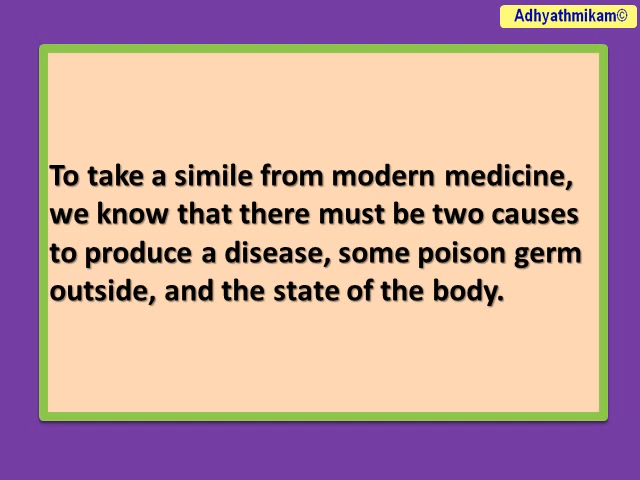 Adhyathmikam©
To take a simile from modern medicine,
we know that there must be two causes
to produce a disease, some poison germ
outside, and the state of the body.